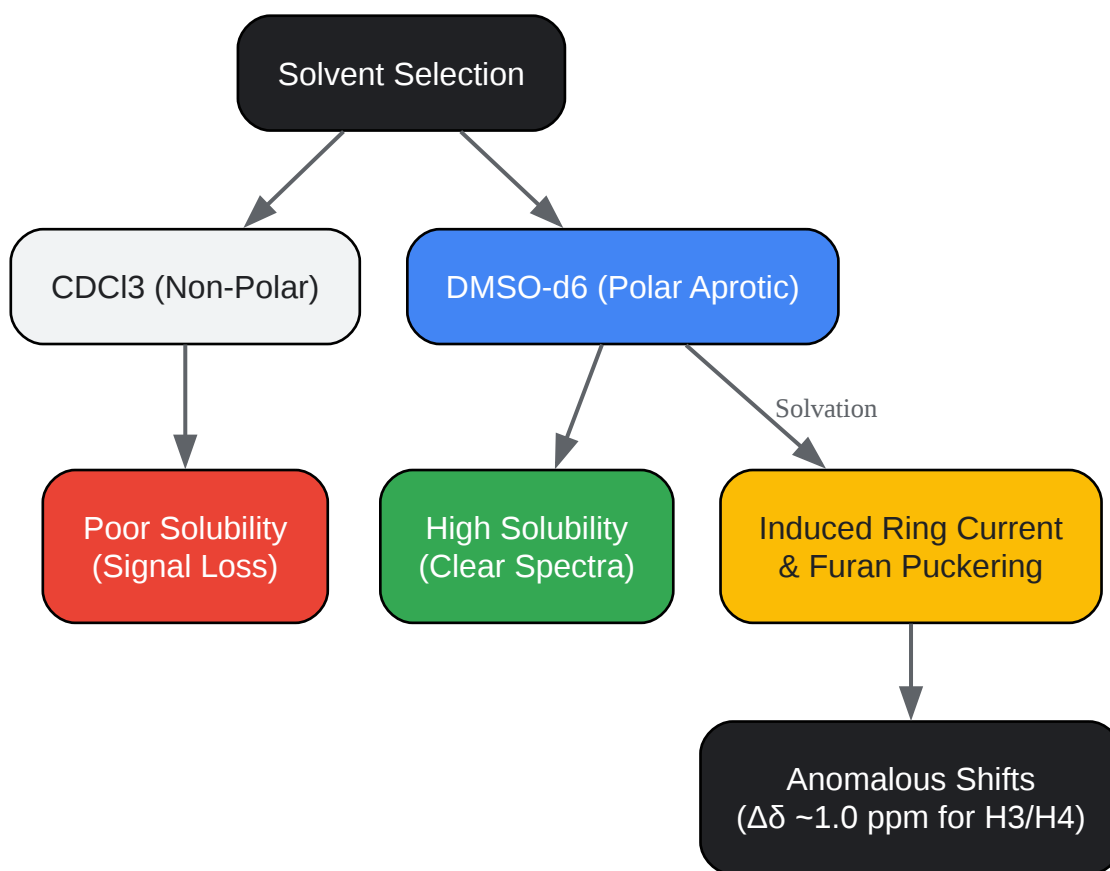 Solvent Selection
CDCl3 (Non-Polar)
DMSO-d6 (Polar Aprotic)
Solvation
Poor Solubility
(Signal Loss)
High Solubility
(Clear Spectra)
Induced Ring Current
& Furan Puckering
Anomalous Shifts
(Δδ ~1.0 ppm for H3/H4)